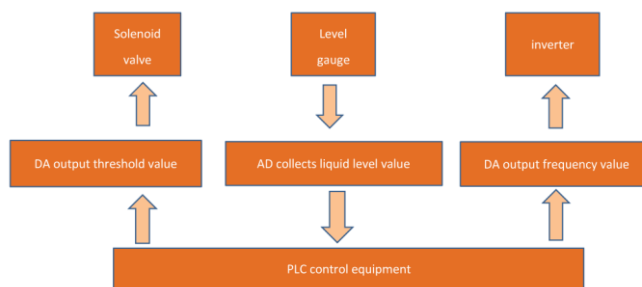 Solenoid
valve
Level
gauge
inverter
DA output threshold value
AD collects liquid level value
DA output frequency value
PLC control equipment